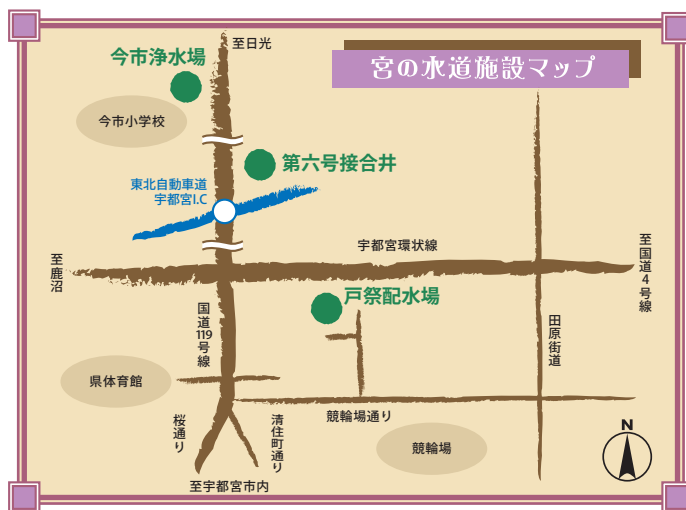 至日光
宮の水道施設マップ
今市浄水場
今市小学校
第六号接合井
東北自動車道
宇都宮I.C
宇都宮環状線
至国道4号線
至鹿沼
戸祭配水場
国道119号線
田原街道
県体育館
競輪場通り
桜通り
清住町通り
競輪場
N
至宇都宮市内